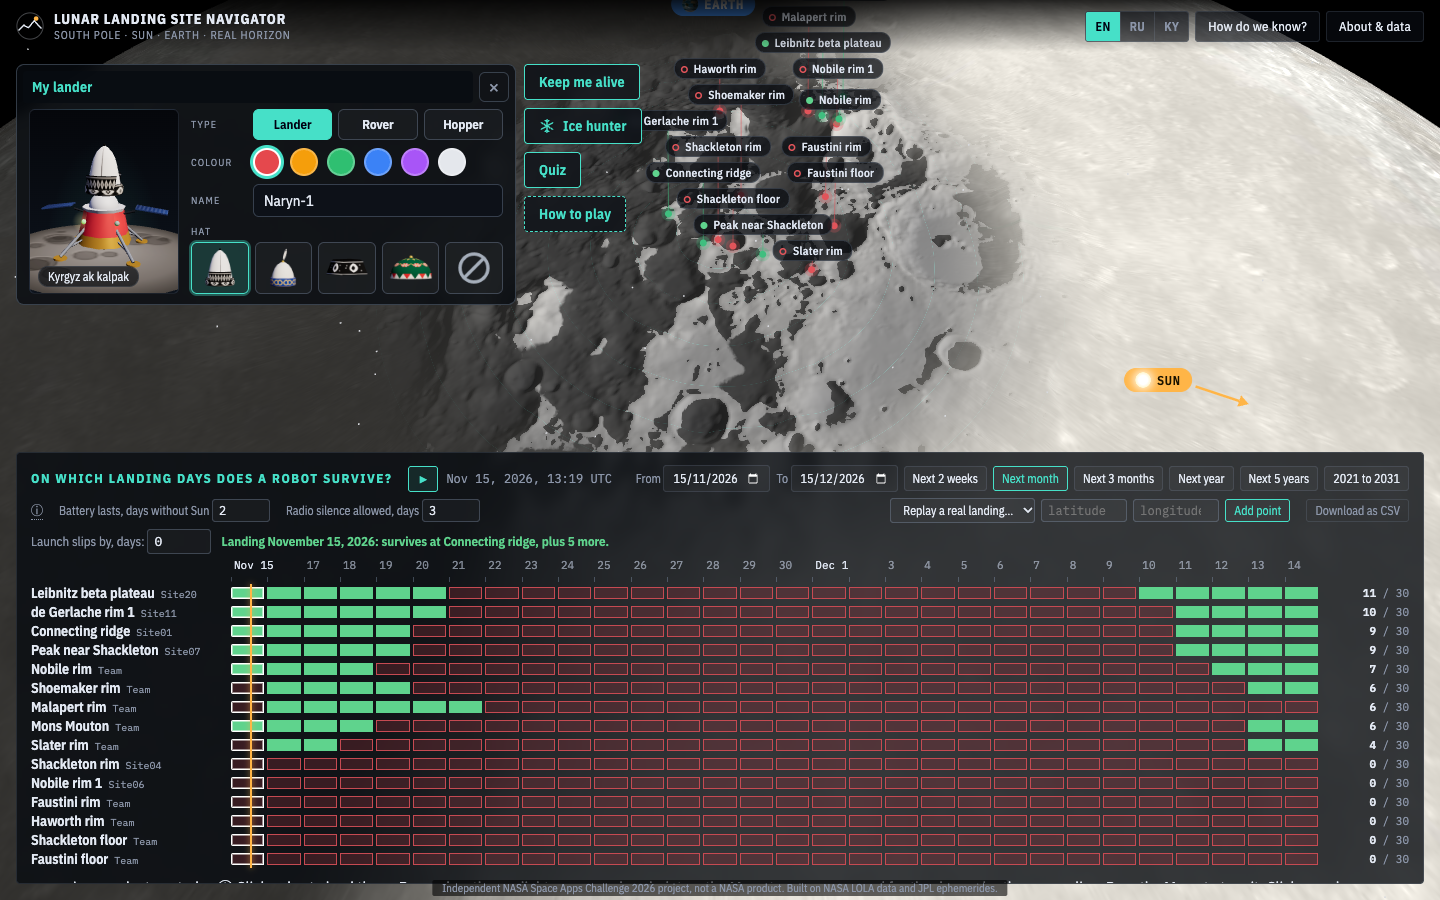 LUNAR LANDING SITE NAVIGATOR
SOUTH POLE · SUN · EARTH · REAL HORIZON
EARTH
EN RU KY How do we know? About & data
My lander ×
TYPE Lander Rover Hopper
COLOUR
NAME Naryn-1
HAT
Kyrgyz ak kalpak
Keep me alive
Ice hunter
Quiz
How to play
Malapert rim
Leibnitz beta plateau
Haworth rim Nobile rim 1
Shoemaker rim Nobile rim
Gerlache rim 1
Shackleton rim Faustini rim
Connecting ridge Faustini floor
Shackleton floor
Peak near Shackleton
Slater rim
SUN
ON WHICH LANDING DAYS DOES A ROBOT SURVIVE? ▶ Nov 15, 2026, 13:19 UTC From 15/11/2026 To 15/12/2026 Next 2 weeks Next month Next 3 months Next year Next 5 years 2021 to 2031
ⓘ Battery lasts, days without Sun 2 Radio silence allowed, days 3 Replay a real landing... latitude longitude Add point Download as CSV
Launch slips by, days: 0 Landing November 15, 2026: survives at Connecting ridge, plus 5 more.
Nov 15 17 18 19 20 21 22 23 24 25 26 27 28 29 30 Dec 1 3 4 5 6 7 8 9 10 11 12 13 14
Leibnitz beta plateau Site20 11 / 30
de Gerlache rim 1 Site11 10 / 30
Connecting ridge Site01 9 / 30
Peak near Shackleton Site07 9 / 30
Nobile rim Team 7 / 30
Shoemaker rim Team 6 / 30
Malapert rim Team 6 / 30
Mons Mouton Team 6 / 30
Slater rim Team 4 / 30
Shackleton rim Site04 0 / 30
Nobile rim 1 Site06 0 / 30
Faustini rim Team 0 / 30
Haworth rim Team 0 / 30
Shackleton floor Team 0 / 30
Faustini floor Team 0 / 30
Independent NASA Space Apps Challenge 2026 project, not a NASA product. Built on NASA LOLA data and JPL ephemerides.